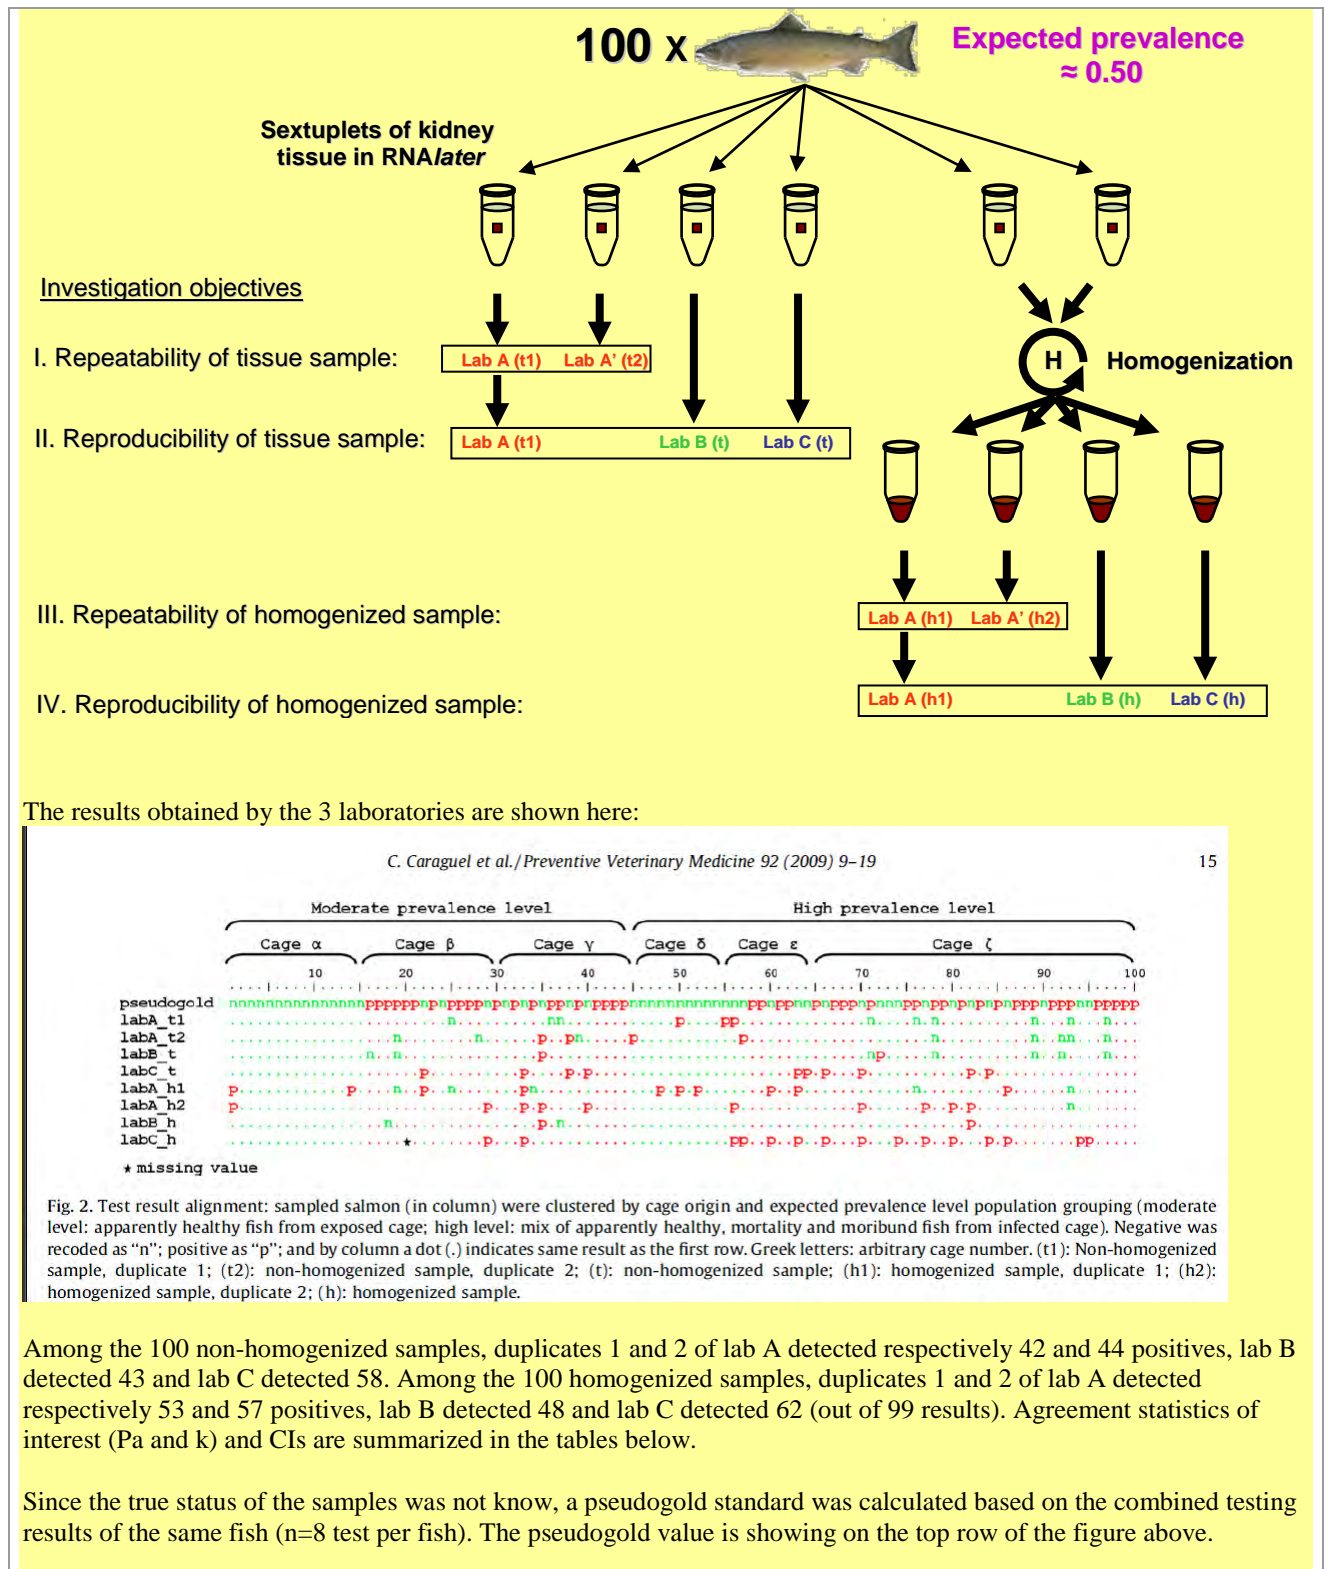 100 x
Expected prevalence
≈ 0.50
Sextuplets of kidney
tissue in RNAlater
Investigation objectives
I. Repeatability of tissue sample:
Lab A (t1) Lab A' (t2)
H
Homogenization
II. Reproducibility of tissue sample:
Lab A (t1) Lab B (t) Lab C (t)
III. Repeatability of homogenized sample:
Lab A (h1) Lab A' (h2)
IV. Reproducibility of homogenized sample:
Lab A (h1) Lab B (h) Lab C (h)
The results obtained by the 3 laboratories are shown here:
C. Caraguel et al./Preventive Veterinary Medicine 92 (2009) 9–19 15
Moderate prevalence level High prevalence level
Cage α Cage β Cage γ Cage δ Cage ε Cage ζ
10 20 30 40 50 60 70 80 90 100
pseudogold
labA_t1
labA_t2
labB_t
labC_t
labA_h1
labA_h2
labB_h
labC_h
★ missing value
Fig. 2. Test result alignment: sampled salmon (in column) were clustered by cage origin and expected prevalence level population grouping (moderate
level: apparently healthy fish from exposed cage; high level: mix of apparently healthy, mortality and moribund fish from infected cage). Negative was
recoded as “n”; positive as “p”; and by column a dot (.) indicates same result as the first row. Greek letters: arbitrary cage number. (t1): Non-homogenized
sample, duplicate 1; (t2): non-homogenized sample, duplicate 2; (t): non-homogenized sample; (h1): homogenized sample, duplicate 1; (h2):
homogenized sample, duplicate 2; (h): homogenized sample.
Among the 100 non-homogenized samples, duplicates 1 and 2 of lab A detected respectively 42 and 44 positives, lab B
detected 43 and lab C detected 58. Among the 100 homogenized samples, duplicates 1 and 2 of lab A detected
respectively 53 and 57 positives, lab B detected 48 and lab C detected 62 (out of 99 results). Agreement statistics of
interest (Pa and k) and CIs are summarized in the tables below.
Since the true status of the samples was not know, a pseudogold standard was calculated based on the combined testing
results of the same fish (n=8 test per fish). The pseudogold value is showing on the top row of the figure above.